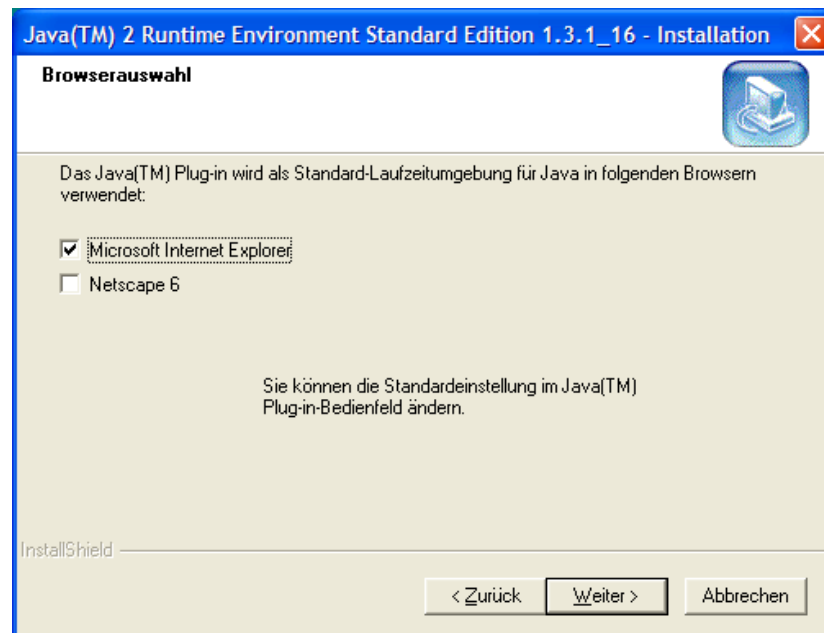 Java(TM) 2 Runtime Environment Standard Edition 1.3.1_16 - Installation
Browserauswahl
Das Java(TM) Plug-in wird als Standard-Laufzeitumgebung für Java in folgenden Browsern
verwendet:
Microsoft Internet Explorer
Netscape 6
Sie können die Standardeinstellung im Java(TM)
Plug-in-Bedienfeld ändern.
InstallShield
< Zurück Weiter > Abbrechen